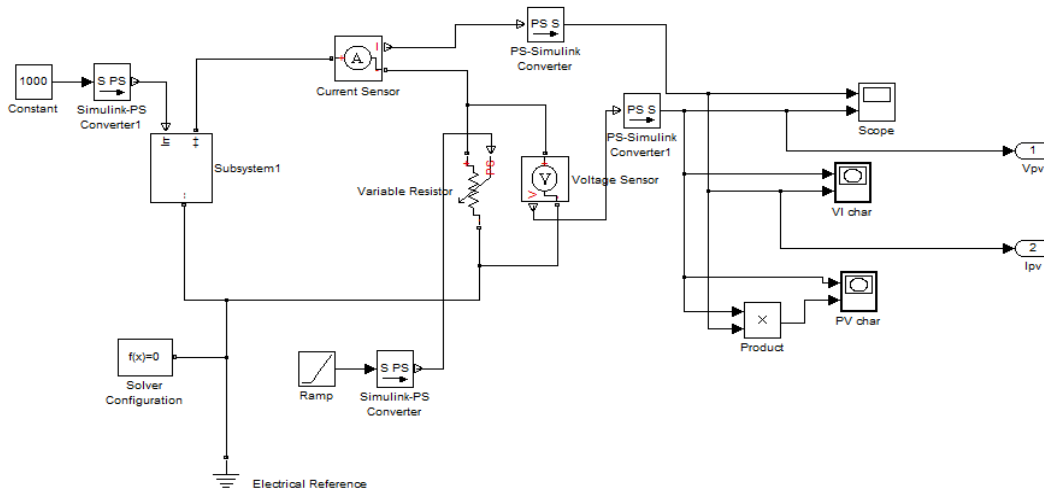 1000
Constant
S PS
Simulink-PS
Converter1
Irr
++
-
Subsystem1
+
A
I
-
Current Sensor
PS S
PS-Simulink
Converter
PS S
PS-Simulink
Converter1
Scope
1
Vpv
VI char
2
Ipv
PV char
×
Product
+
PS
Variable Resistor
+
V
V
-
Voltage Sensor
f(x)=0
Solver
Configuration
Ramp
S PS
Simulink-PS
Converter
Electrical Reference